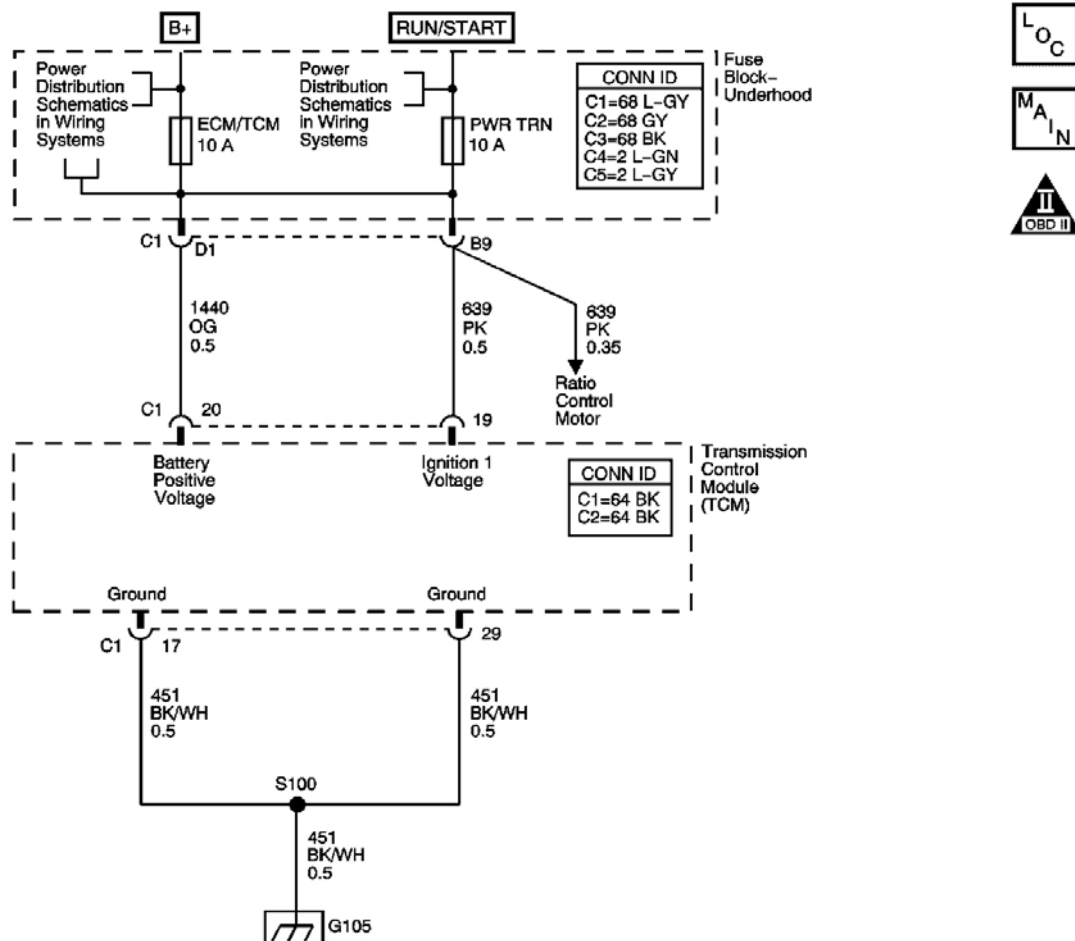 B+
RUN/START
Power
Distribution
Schematics
in Wiring
Systems
ECM/TCM
10 A
Power
Distribution
Schematics
in Wiring
Systems
PWR TRN
10 A
CONN ID
C1=68 L-GY
C2=68 GY
C3=68 BK
C4=2 L-GN
C5=2 L-GY
Fuse
Block-
Underhood
L O C
M A I N
II
OBD II
C1
D1
B9
1440
OG
0.5
639
PK
0.5
639
PK
0.35
Ratio
Control
Motor
C1
20
19
Battery
Positive
Voltage
Ignition 1
Voltage
CONN ID
C1=64 BK
C2=64 BK
Transmission
Control
Module
(TCM)
Ground
Ground
C1
17
29
451
BK/WH
0.5
451
BK/WH
0.5
S100
451
BK/WH
0.5
G105